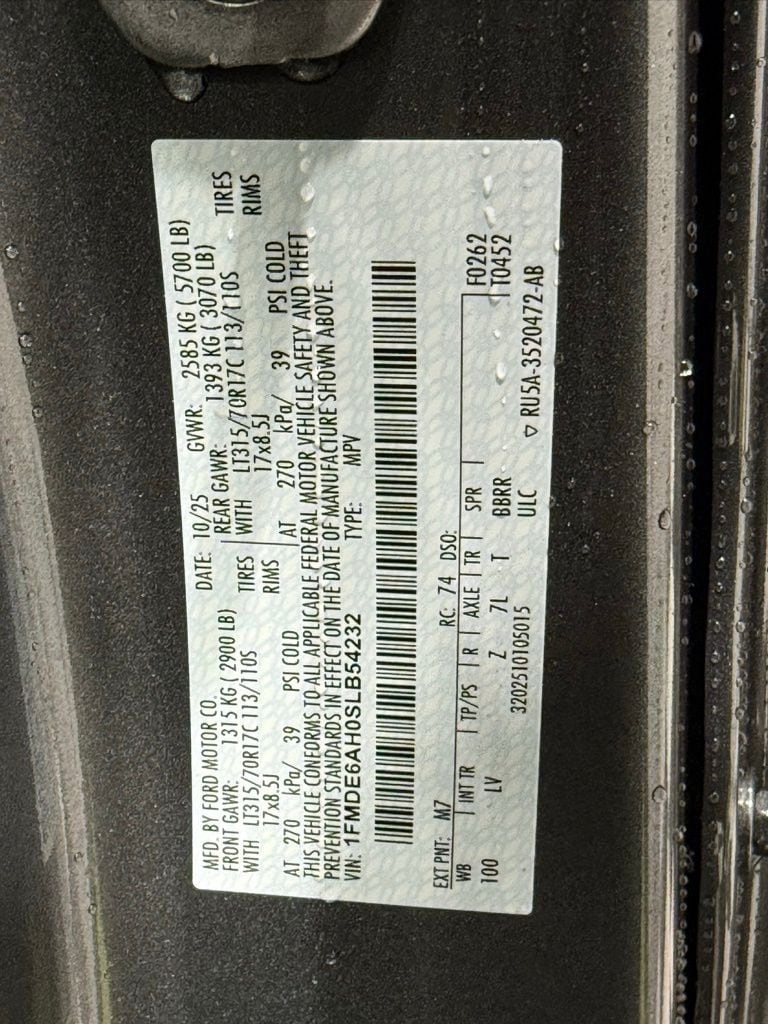 MFD. BY FORD MOTOR CO.
DATE: 10/25 GVWR: 2585 KG ( 5700 LB)
FRONT GAWR: 1315 KG ( 2900 LB) REAR GAWR: 1393 KG ( 3070 LB)
WITH LT315/70R17C 113/110S TIRES WITH LT315/70R17C 113/110S TIRES
17x8.5J RIMS 17x8.5J RIMS
AT 270 kPa/ 39 PSI COLD AT 270 kPa/ 39 PSI COLD
THIS VEHICLE CONFORMS TO ALL APPLICABLE FEDERAL MOTOR VEHICLE SAFETY AND THEFT
PREVENTION STANDARDS IN EFFECT ON THE DATE OF MANUFACTURE SHOWN ABOVE.
VIN: 1FMDE6AH0SLB54232 TYPE: MPV
EXT PNT: M7 RC: 74 DSO:
WB INT TR TP/PS R AXLE TR SPR F0262
100 LV Z 7L T BBRR T0452
3202510105015 ULC
▽ RU5A-3520472-AB